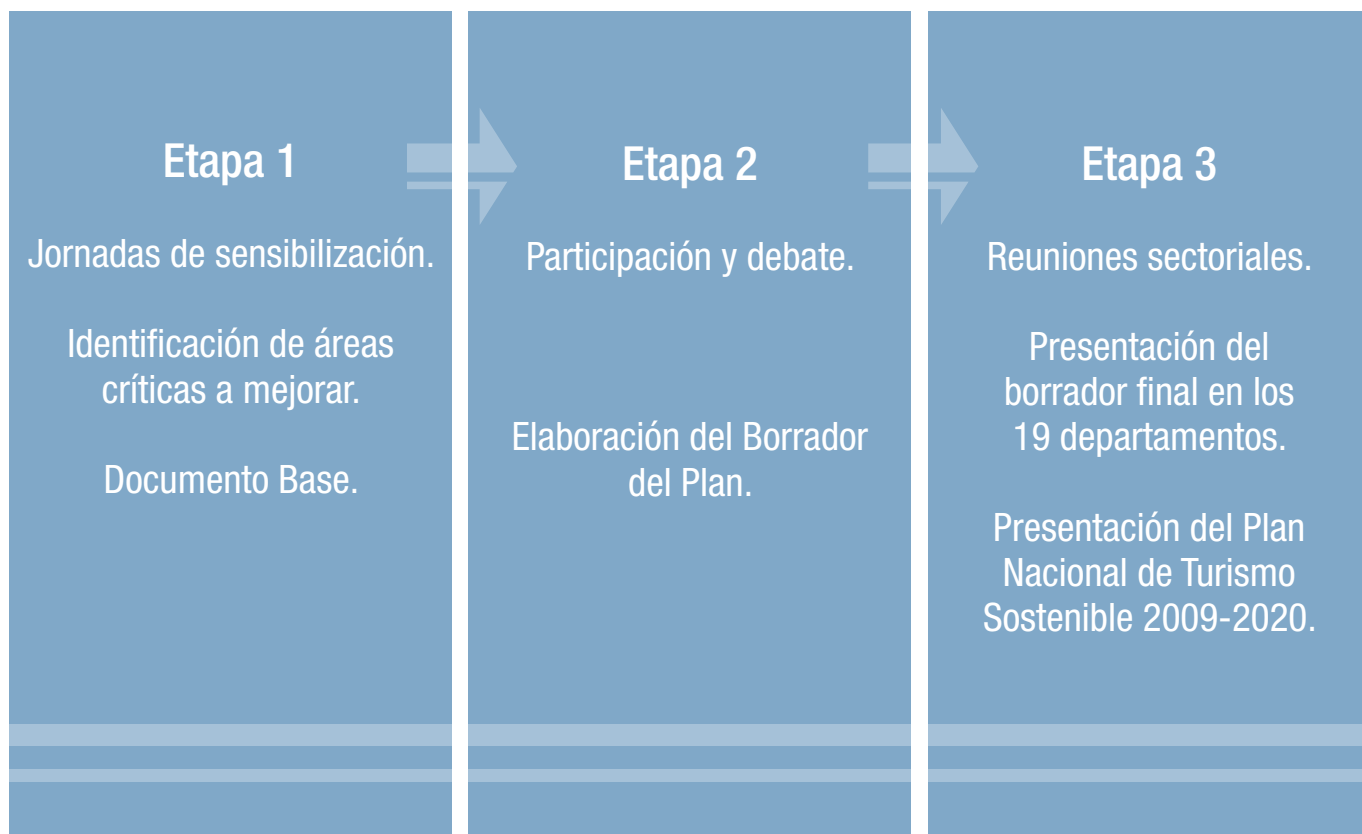 Etapa 1
Jornadas de sensibilización.
Identificación de áreas
críticas a mejorar.
Documento Base.
Etapa 2
Participación y debate.
Elaboración del Borrador
del Plan.
Etapa 3
Reuniones sectoriales.
Presentación del
borrador final en los
19 departamentos.
Presentación del Plan
Nacional de Turismo
Sostenible 2009-2020.